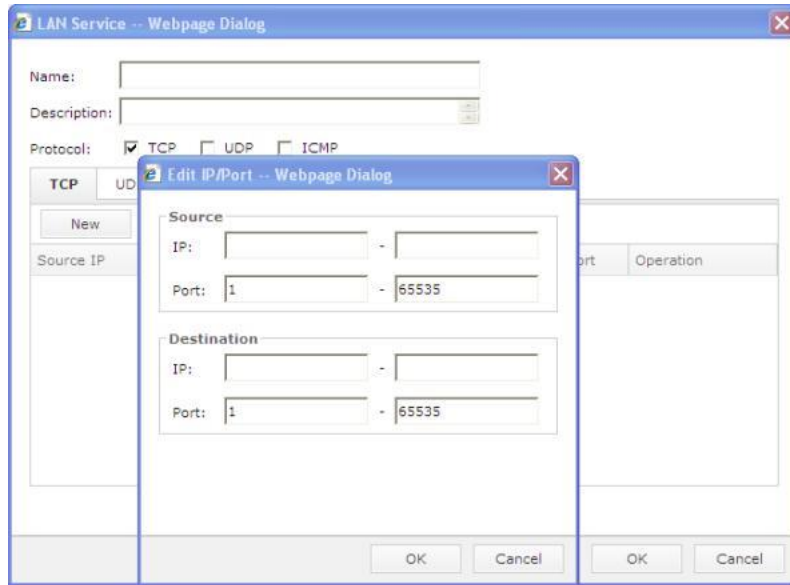 LAN Service -- Webpage Dialog
Name:
Description:
Protocol: TCP UDP ICMP
TCP
Edit IP/Port -- Webpage Dialog
New
Source IP
Operation
Source
IP: -
Port: 1 - 65535
Destination
IP: -
Port: 1 - 65535
OK Cancel
OK Cancel